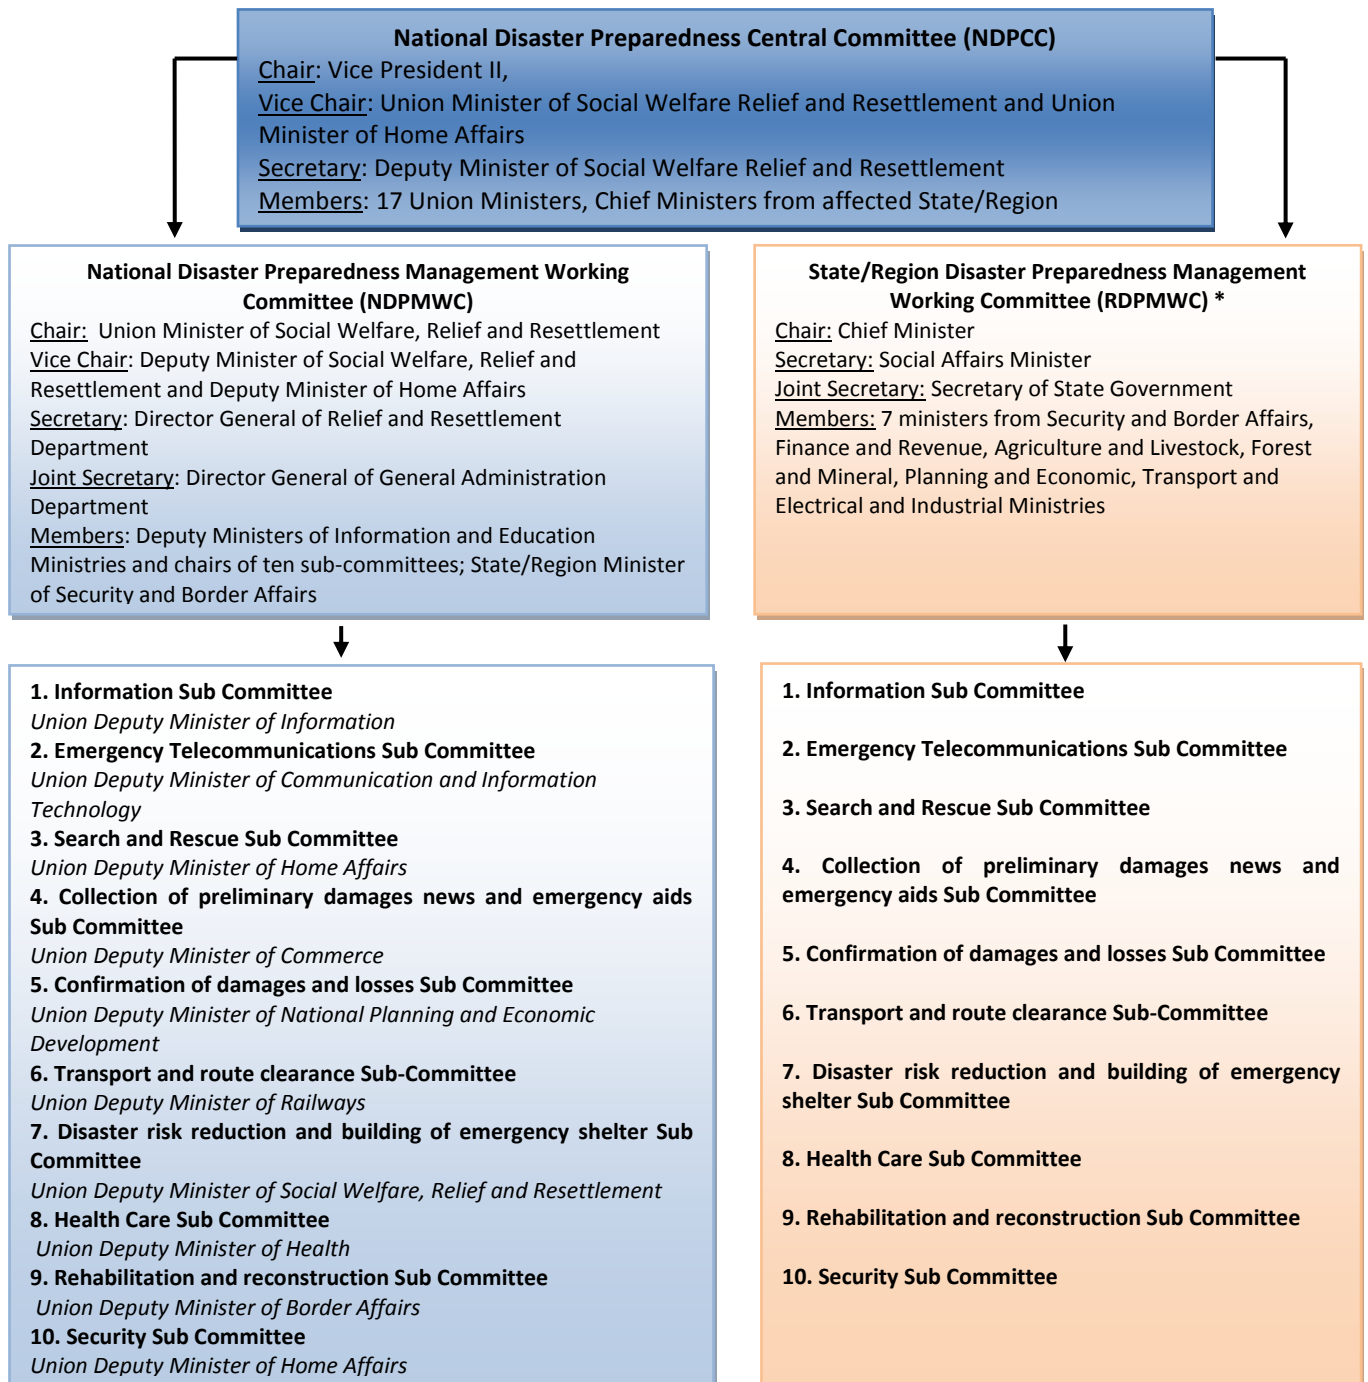 National Disaster Preparedness Central Committee (NDPCC)
Chair: Vice President II,
Vice Chair: Union Minister of Social Welfare Relief and Resettlement and Union
Minister of Home Affairs
Secretary: Deputy Minister of Social Welfare Relief and Resettlement
Members: 17 Union Ministers, Chief Ministers from affected State/Region
National Disaster Preparedness Management Working
Committee (NDPMWC)
Chair: Union Minister of Social Welfare, Relief and Resettlement
Vice Chair: Deputy Minister of Social Welfare, Relief and
Resettlement and Deputy Minister of Home Affairs
Secretary: Director General of Relief and Resettlement
Department
Joint Secretary: Director General of General Administration
Department
Members: Deputy Ministers of Information and Education
Ministries and chairs of ten sub-committees; State/Region Minister
of Security and Border Affairs
State/Region Disaster Preparedness Management
Working Committee (RDPMWC) *
Chair: Chief Minister
Secretary: Social Affairs Minister
Joint Secretary: Secretary of State Government
Members: 7 ministers from Security and Border Affairs,
Finance and Revenue, Agriculture and Livestock, Forest
and Mineral, Planning and Economic, Transport and
Electrical and Industrial Ministries
1. Information Sub Committee
Union Deputy Minister of Information
2. Emergency Telecommunications Sub Committee
Union Deputy Minister of Communication and Information
Technology
3. Search and Rescue Sub Committee
Union Deputy Minister of Home Affairs
4. Collection of preliminary damages news and emergency aids
Sub Committee
Union Deputy Minister of Commerce
5. Confirmation of damages and losses Sub Committee
Union Deputy Minister of National Planning and Economic
Development
6. Transport and route clearance Sub-Committee
Union Deputy Minister of Railways
7. Disaster risk reduction and building of emergency shelter Sub
Committee
Union Deputy Minister of Social Welfare, Relief and Resettlement
8. Health Care Sub Committee
Union Deputy Minister of Health
9. Rehabilitation and reconstruction Sub Committee
Union Deputy Minister of Border Affairs
10. Security Sub Committee
Union Deputy Minister of Home Affairs
1. Information Sub Committee
2. Emergency Telecommunications Sub Committee
3. Search and Rescue Sub Committee
4. Collection of preliminary damages news and
emergency aids Sub Committee
5. Confirmation of damages and losses Sub Committee
6. Transport and route clearance Sub-Committee
7. Disaster risk reduction and building of emergency
shelter Sub Committee
8. Health Care Sub Committee
9. Rehabilitation and reconstruction Sub Committee
10. Security Sub Committee